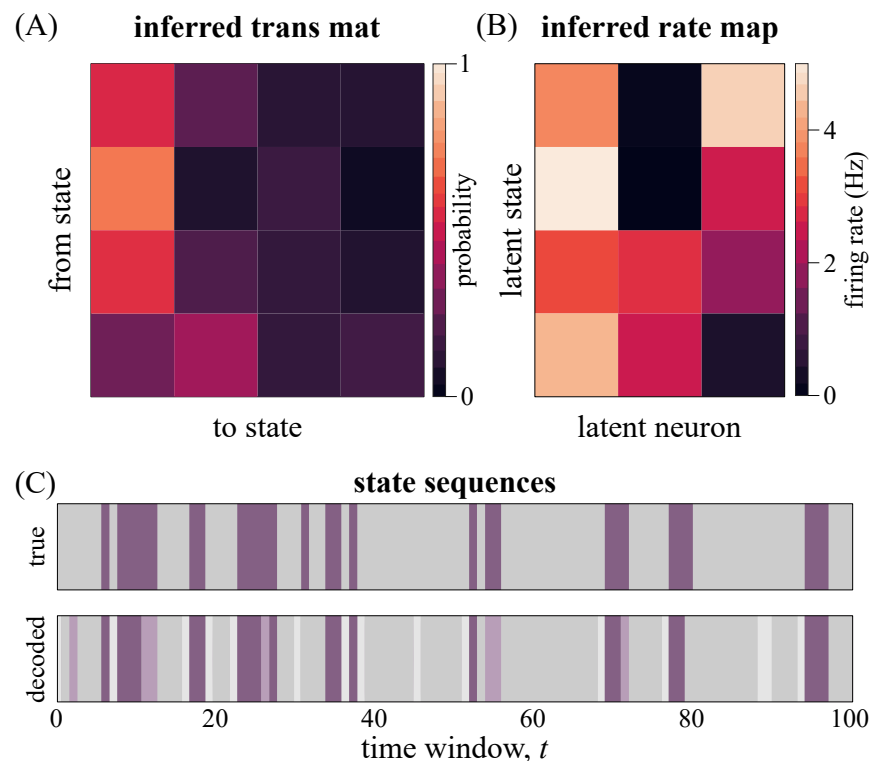 (A) inferred trans mat
from state
to state
1
probability
0
(B) inferred rate map
latent state
latent neuron
4
2
0
firing rate (Hz)
(C) state sequences
true
decoded
0 20 40 60 80 100
time window, t